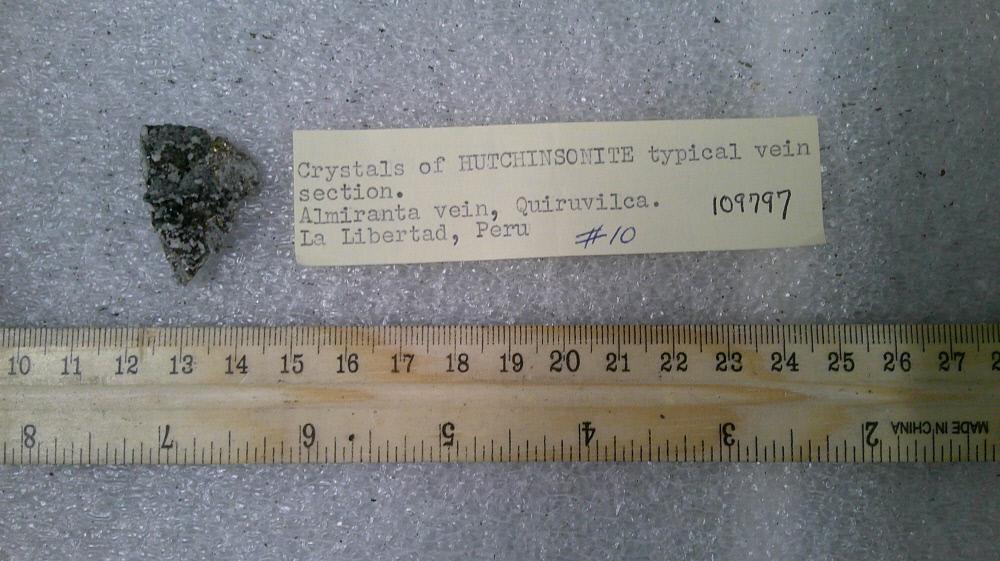 Crystals of HUTCHINSONITE typical vein
section.
Almiranta vein, Quiruvilca. 109797
La Libertad, Peru #10
10 11 12 13 14 15 16 17 18 19 20 21 22 23 24 25 26 27
8 7 6 5 4 3 2 MADE IN CHINA